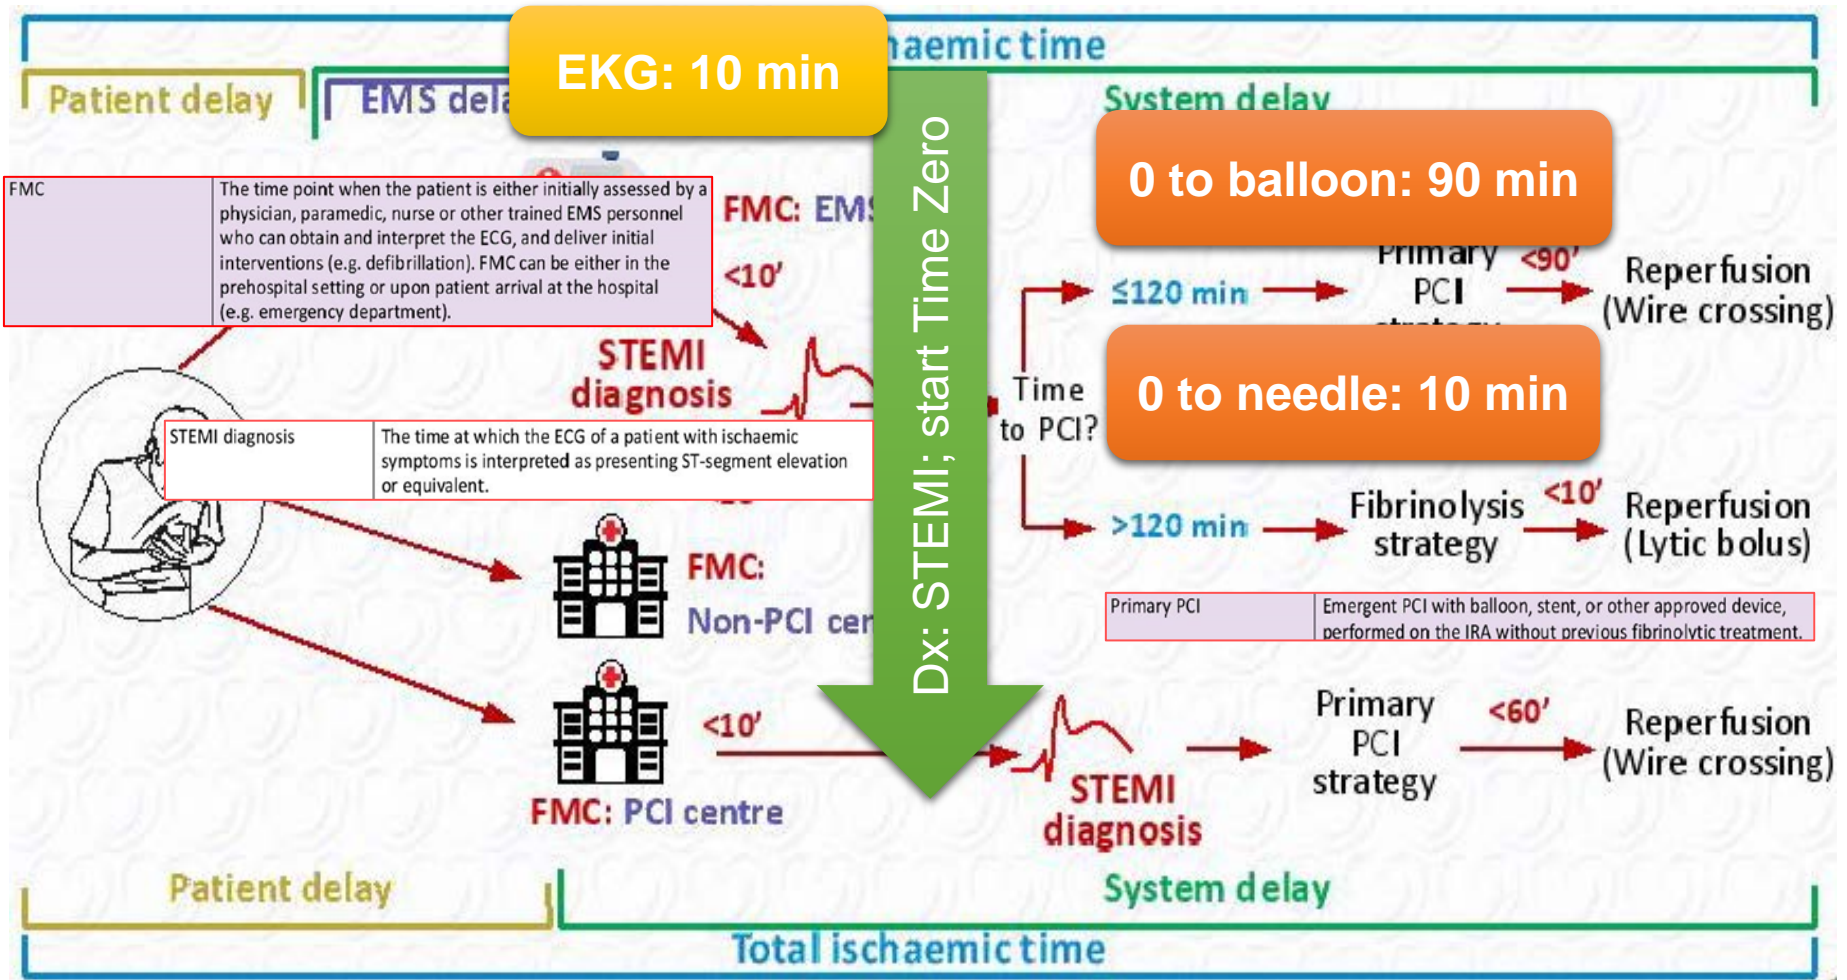 haemic time
EKG: 10 min
Patient delay
EMS
System delay
FMC
The time point when the patient is either initially assessed by a
physician, paramedic, nurse or other trained EMS personnel
who can obtain and interpret the ECG, and deliver initial
interventions (e.g. defibrillation). FMC can be either in the
prehospital setting or upon patient arrival at the hospital
(e.g. emergency department).
FMC: EMS
<10'
STEMI
diagnosis
STEMI diagnosis
The time at which the ECG of a patient with ischaemic
symptoms is interpreted as presenting ST-segment elevation
or equivalent.
FMC:
Non-PCI
<10'
FMC: PCI centre
Dx: STEMI; start Time Zero
0 to balloon: 90 min
Time
to PCI?
≤120 min
Primary
PCI
<90'
Reperfusion
(Wire crossing)
0 to needle: 10 min
>120 min
Fibrinolysis
strategy
<10'
Reperfusion
(Lytic bolus)
Primary PCI
Emergent PCI with balloon, stent, or other approved device,
performed on the IRA without previous fibrinolytic treatment.
STEMI
diagnosis
Primary
PCI
strategy
<60'
Reperfusion
(Wire crossing)
Patient delay
System delay
Total ischaemic time